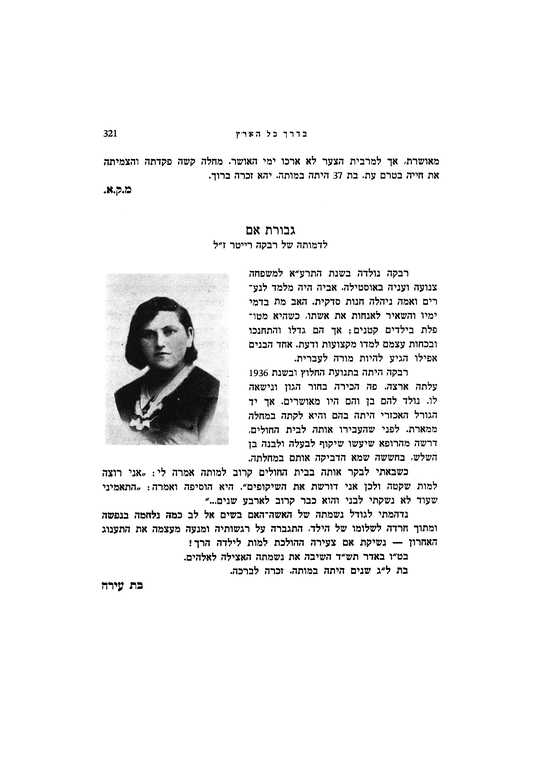 בדרך כל הארץ
321
מאושרת, אך למרבית הצער לא ארכו ימי האושר. מחלה קשה פקדתה והצמיתה
את חייה בטרם עת. בת 37 היתה במותה. יהא זכרה ברוך.
מ.ק.א.
גבורת אם
לדמותה של רבקה רייטר ז״ל
רבקה נולדה בשנת התרע״א למשפחה
צנועה ועניה באוסטילה. אביה היה מלמד לנע־
רים ואמה ניהלה חנות סדקית. האב מת בדמי
ימיו והשאיר לאנחות את אשתו, כשהיא מטו־
פלת בילדים קטנים; אך הם גדלו והתחנכו
ובכחות עצמם למדו מקצועות ודעת. אחד הבנים
אפילו הגיע להיות מורה לעברית.
רבקה היתה בתנועת החלוץ ובשנת 1936
עלתה ארצה. פה הכירה בחור הגון ונישאה
לו. נולד להם בן והם היו מאושרים. אך יד
הגורל האכזרי היתה בהם והיא לקתה במחלה
ממארת. לפני שהעבירו אותה לבית החולים,
דרשה מהרופא שיעשו שיקוף לבעלה ולבנה בן
השלש, בחששה שמא הדביקה אותם במחלתה.
כשבאתי לבקר אותה בבית החולים קרוב למותה אמרה לי: „אני רוצה
למות שקטה ולכן אני דורשת את השיקופים״. היא הוסיפה ואמרה: „התאמיני
שעוד לא נשקתי לבני והוא כבר קרוב לארבע שנים...״
נדהמתי לגודל נשמתה של האשה־האם בשים אל לב כמה נלחמה בנפשה
ומתוך חרדה לשלומו של הילד, התגברה על רגשותיה ומנעה מעצמה את התענוג
האחרון — נשיקת אם צעירה ההולכת למות לילדה הרך!
בט״ו באדר תש״ד השיבה את נשמתה האצילה לאלהים.
בת ל״ג שנים היתה במותה. זכרה לברכה.
בת עירה